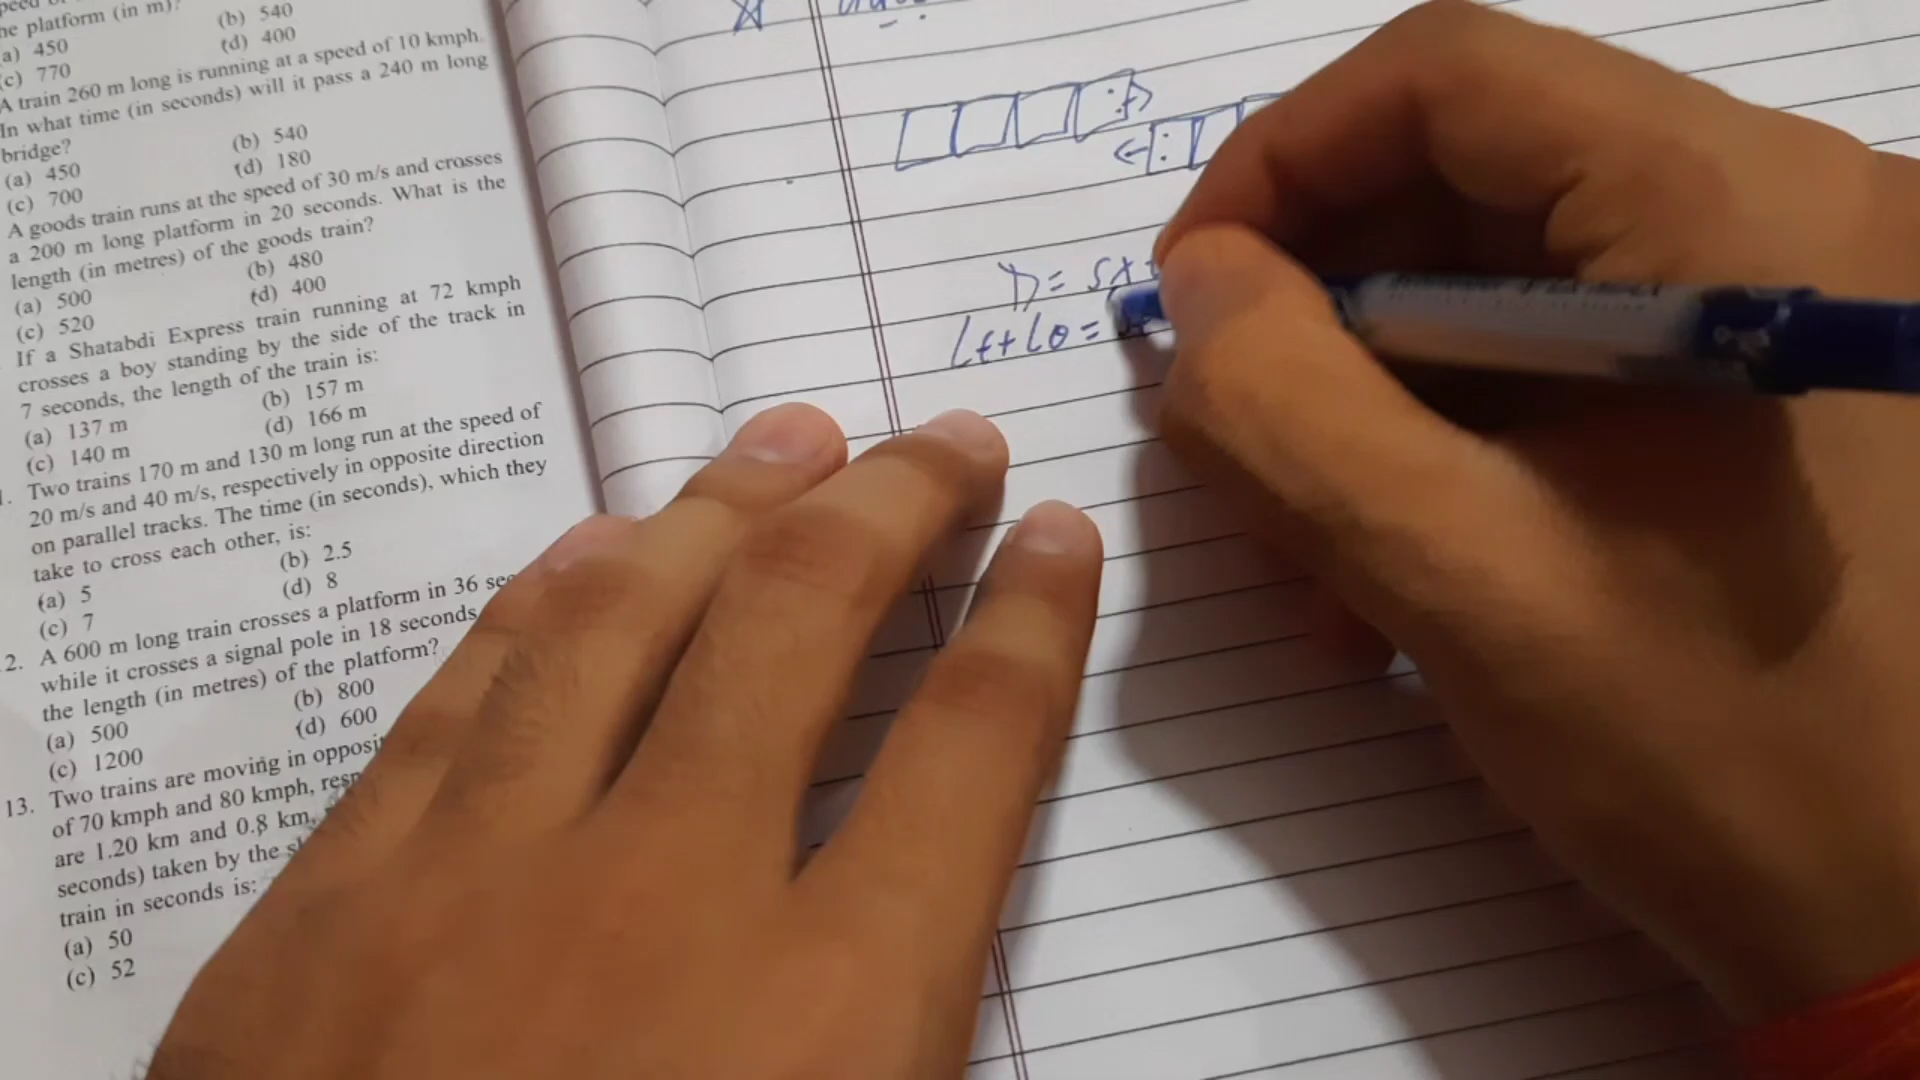 he platform (in m)?
(a) 450
(b) 540
(c) 770
(d) 400
A train 260 m long is running at a speed of 10 kmph.
In what time (in seconds) will it pass a 240 m long
bridge?
(a) 450
(b) 540
(c) 700
(d) 180
A goods train runs at the speed of 30 m/s and crosses
a 200 m long platform in 20 seconds. What is the
length (in metres) of the goods train?
(a) 500
(b) 480
(c) 520
(d) 400
If a Shatabdi Express train running at 72 kmph
crosses a boy standing by the side of the track in
7 seconds, the length of the train is:
(a) 137 m
(b) 157 m
(c) 140 m
(d) 166 m
1. Two trains 170 m and 130 m long run at the speed of
20 m/s and 40 m/s, respectively in opposite direction
on parallel tracks. The time (in seconds), which they
take to cross each other, is:
(a) 5
(b) 2.5
(c) 7
(d) 8
2. A 600 m long train crosses a platform in 36 sec
while it crosses a signal pole in 18 seconds
the length (in metres) of the platform?
(a) 500
(b) 800
(c) 1200
(d) 600
13. Two trains are moving in opposit
of 70 kmph and 80 kmph, resp
are 1.20 km and 0.8 km,
seconds) taken by the sl
train in seconds is:
(a) 50
(c) 52
D = S×t
Lt+Lo=